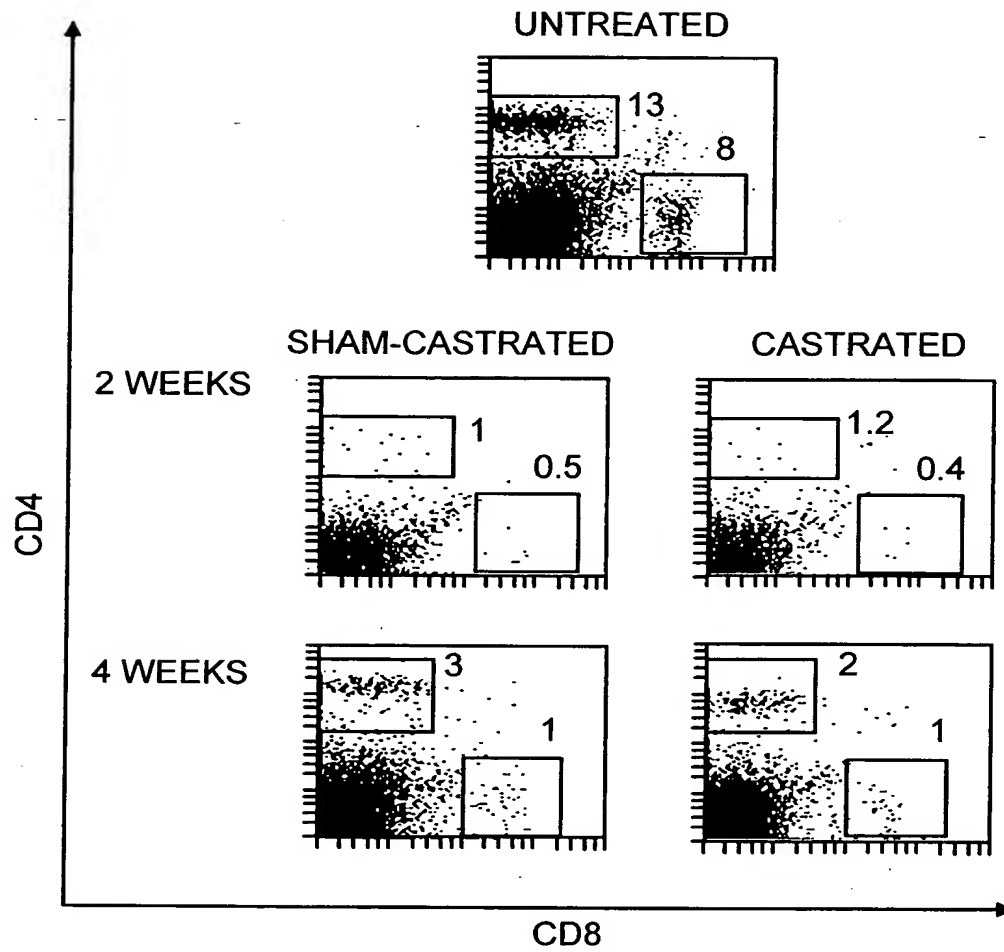 UNTREATED
13
8
SHAM-CASTRATED
CASTRATED
2 WEEKS
1
0.5
1.2
0.4
CD4
4 WEEKS
3
1
2
1
CD8